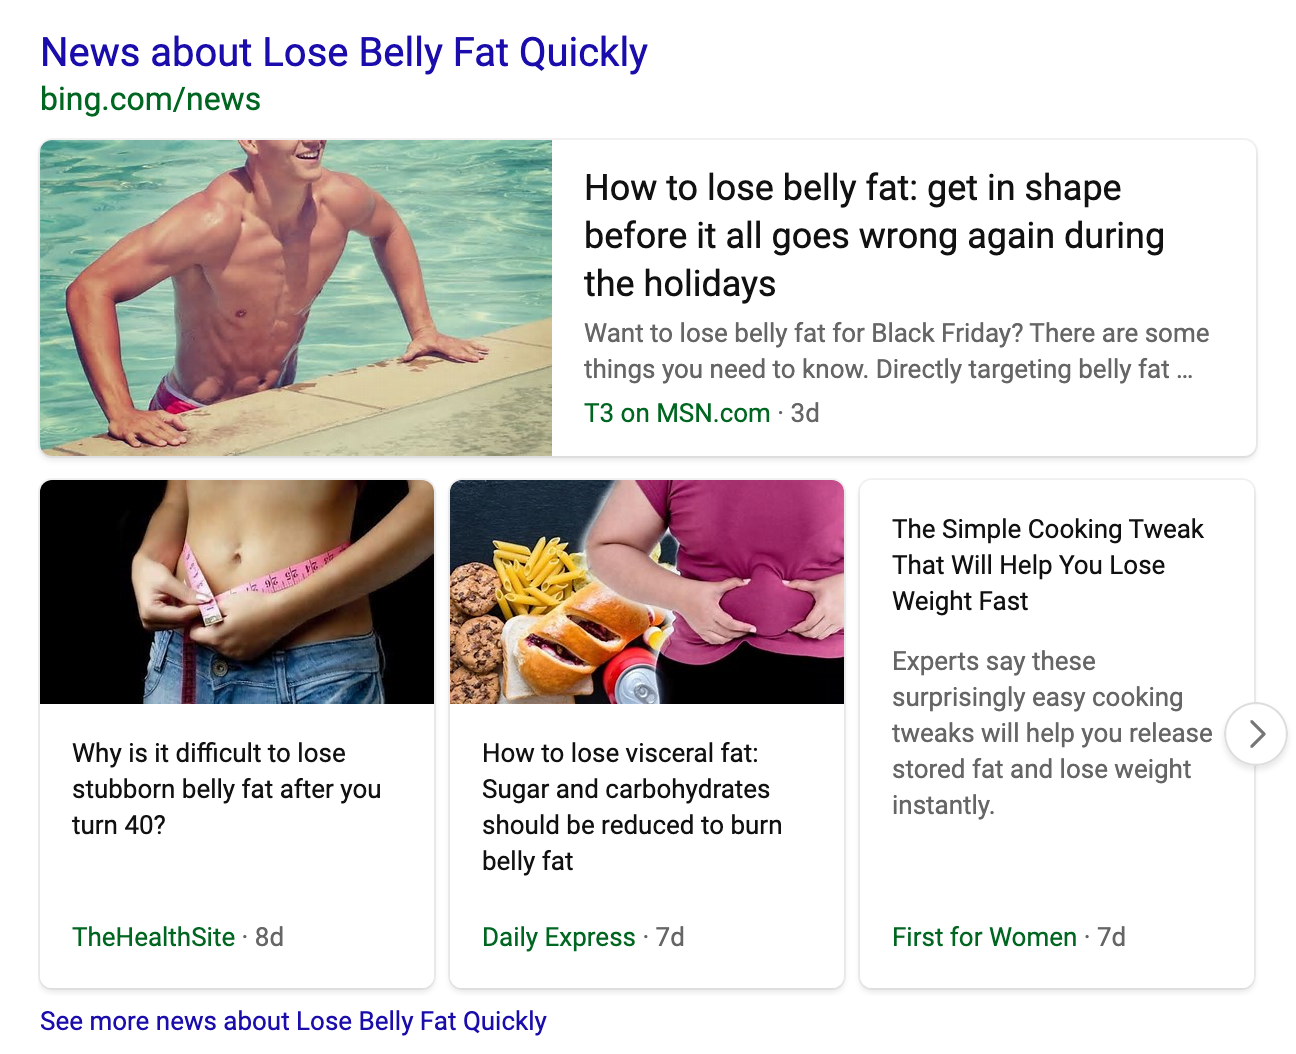 News about Lose Belly Fat Quickly
bing.com/news
How to lose belly fat: get in shape
before it all goes wrong again during
the holidays
Want to lose belly fat for Black Friday? There are some
things you need to know. Directly targeting belly fat ...
T3 on MSN.com · 3d
Why is it difficult to lose
stubborn belly fat after you
turn 40?
TheHealthSite · 8d
How to lose visceral fat:
Sugar and carbohydrates
should be reduced to burn
belly fat
Daily Express · 7d
The Simple Cooking Tweak
That Will Help You Lose
Weight Fast
Experts say these
surprisingly easy cooking
tweaks will help you release
stored fat and lose weight
instantly.
First for Women · 7d
See more news about Lose Belly Fat Quickly